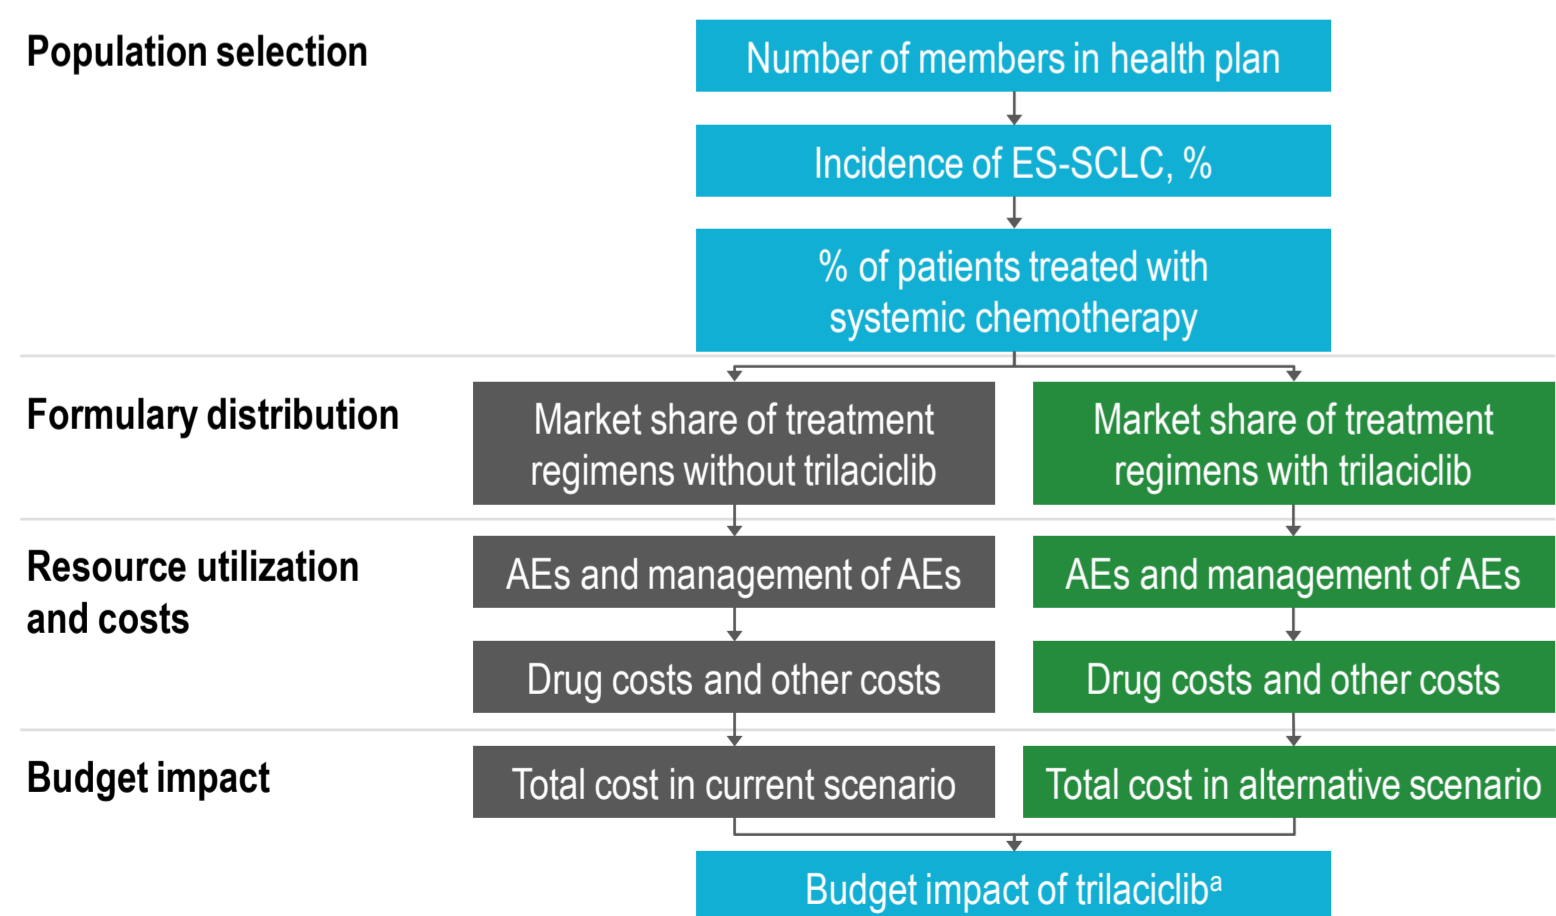 Population selection
Number of members in health plan
Incidence of ES-SCLC, %
% of patients treated with
systemic chemotherapy
Formulary distribution
Market share of treatment
regimens without trilaciclib
Market share of treatment
regimens with trilaciclib
Resource utilization
and costs
AEs and management of AEs
AEs and management of AEs
Drug costs and other costs
Drug costs and other costs
Budget impact
Total cost in current scenario
Total cost in alternative scenario
Budget impact of trilaciclibᵃ